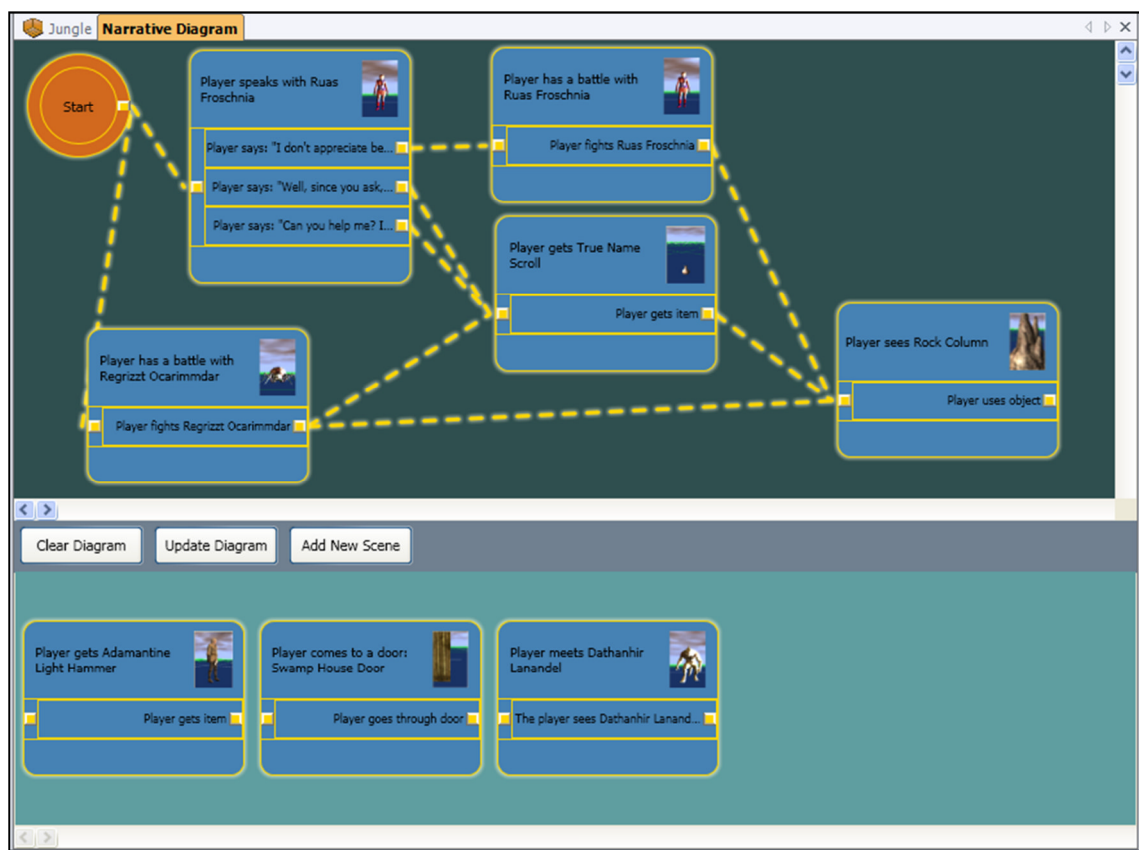 Jungle
Narrative Diagram
Start
Player speaks with Ruas
Froschnia
Player says: "I don't appreciate be...
Player says: "Well, since you ask,...
Player says: "Can you help me? I...
Player has a battle with
Ruas Froschnia
Player fights Ruas Froschnia
Player gets True Name
Scroll
Player gets item
Player has a battle with
Regrizzt Ocarimmdar
Player fights Regrizzt Ocarimmdar
Player sees Rock Column
Player uses object
Clear Diagram
Update Diagram
Add New Scene
Player gets Adamantine
Light Hammer
Player gets item
Player comes to a door:
Swamp House Door
Player goes through door
Player meets Dathanhir
Lanandel
The player sees Dathanhir Lanand...